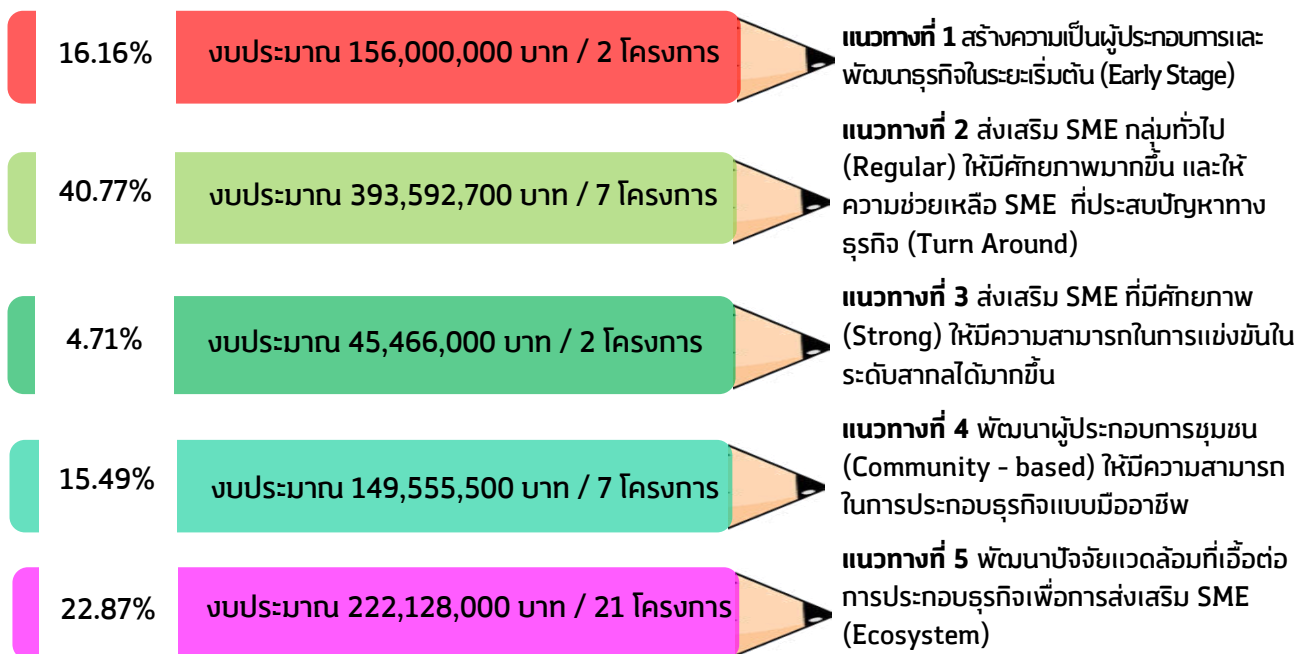 16.16%
งบประมาณ 156,000,000 บาท / 2 โครงการ
แนวทางที่ 1 สร้างความเป็นผู้ประกอบการและ
พัฒนาธุรกิจในระยะเริ่มต้น (Early Stage)
40.77%
งบประมาณ 393,592,700 บาท / 7 โครงการ
แนวทางที่ 2 ส่งเสริม SME กลุ่มทั่วไป
(Regular) ให้มีศักยภาพมากขึ้น และให้
ความช่วยเหลือ SME ที่ประสบปัญหาทาง
ธุรกิจ (Turn Around)
4.71%
งบประมาณ 45,466,000 บาท / 2 โครงการ
แนวทางที่ 3 ส่งเสริม SME ที่มีศักยภาพ
(Strong) ให้มีความสามารถในการแข่งขันใน
ระดับสากลได้มากขึ้น
15.49%
งบประมาณ 149,555,500 บาท / 7 โครงการ
แนวทางที่ 4 พัฒนาผู้ประกอบการชุมชน
(Community - based) ให้มีความสามารถ
ในการประกอบธุรกิจแบบมืออาชีพ
22.87%
งบประมาณ 222,128,000 บาท / 21 โครงการ
แนวทางที่ 5 พัฒนาปัจจัยแวดล้อมที่เอื้อต่อ
การประกอบธุรกิจเพื่อการส่งเสริม SME
(Ecosystem)